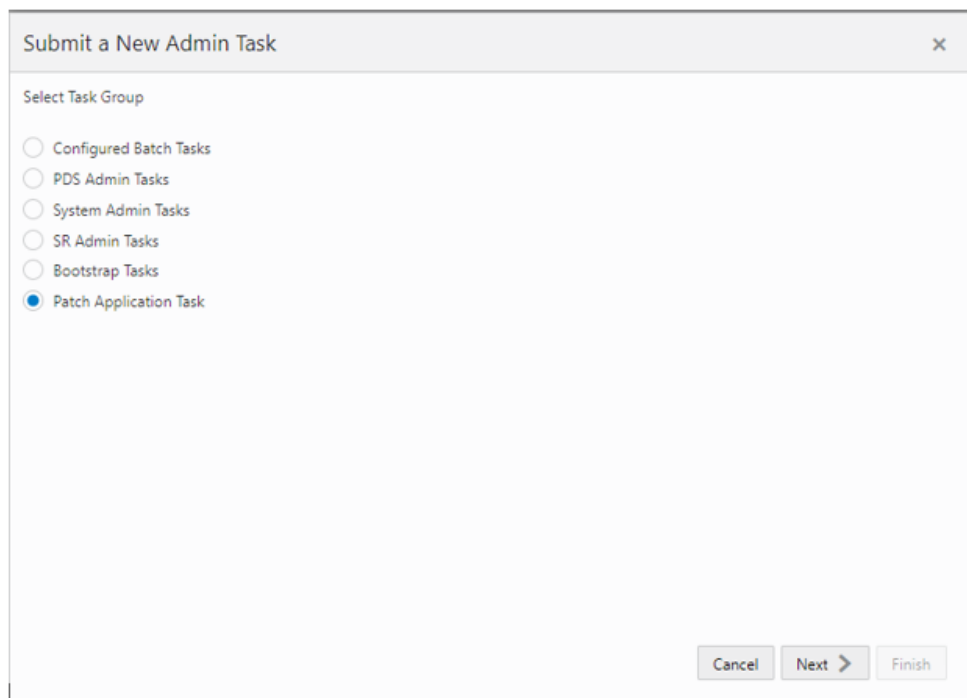 Submit a New Admin Task
Select Task Group
Configured Batch Tasks
PDS Admin Tasks
System Admin Tasks
SR Admin Tasks
Bootstrap Tasks
Patch Application Task
Cancel Next Finish